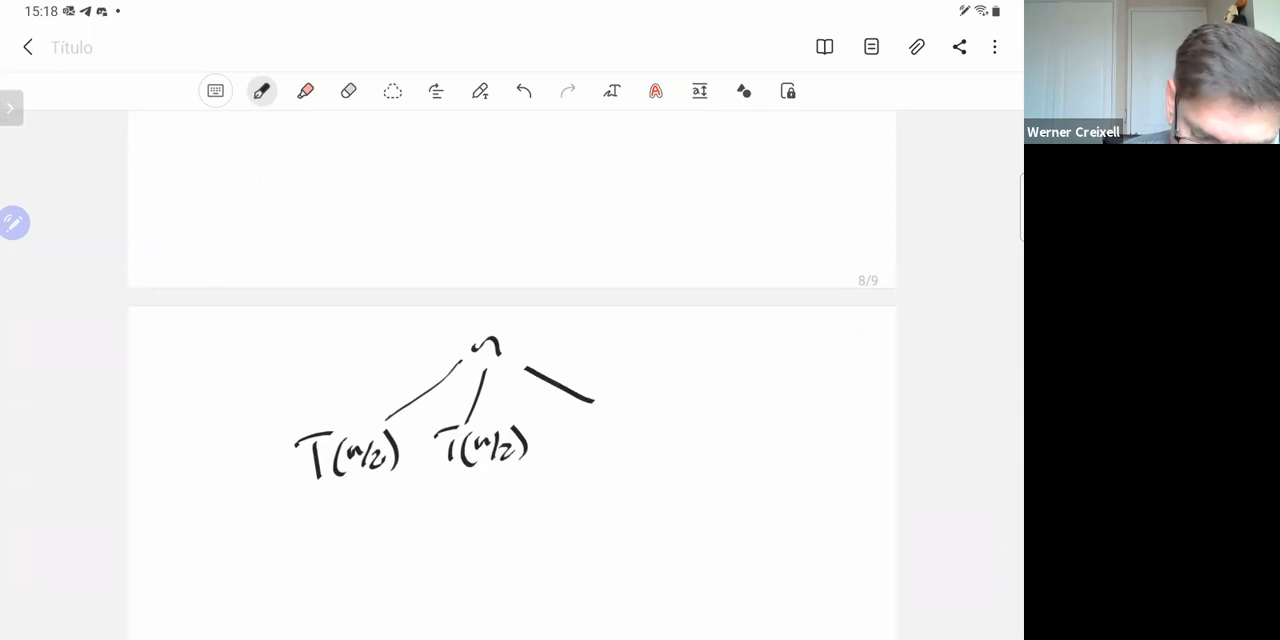 15:18
Título
Werner Creixell
8/9
n
T(n/2) T(n/2)